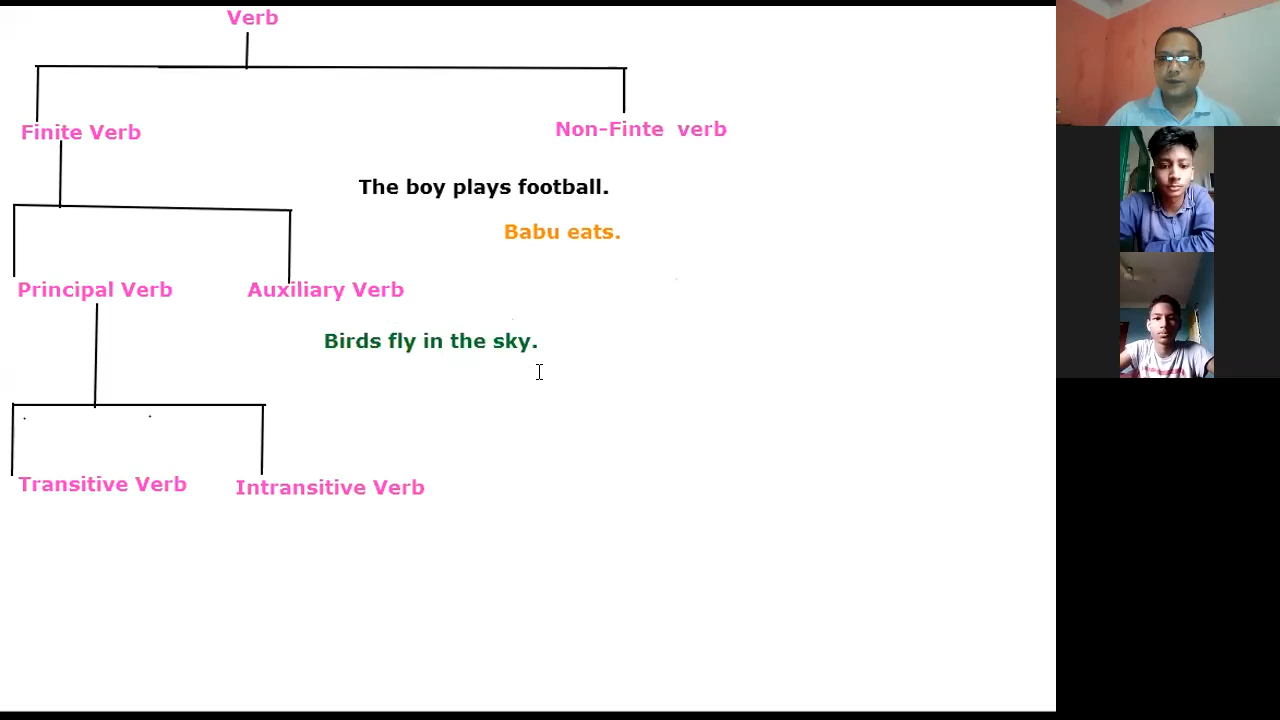 Verb
Finite Verb
Non-Finte verb
The boy plays football.
Babu eats.
Principal Verb
Auxiliary Verb
Birds fly in the sky.
Transitive Verb
Intransitive Verb